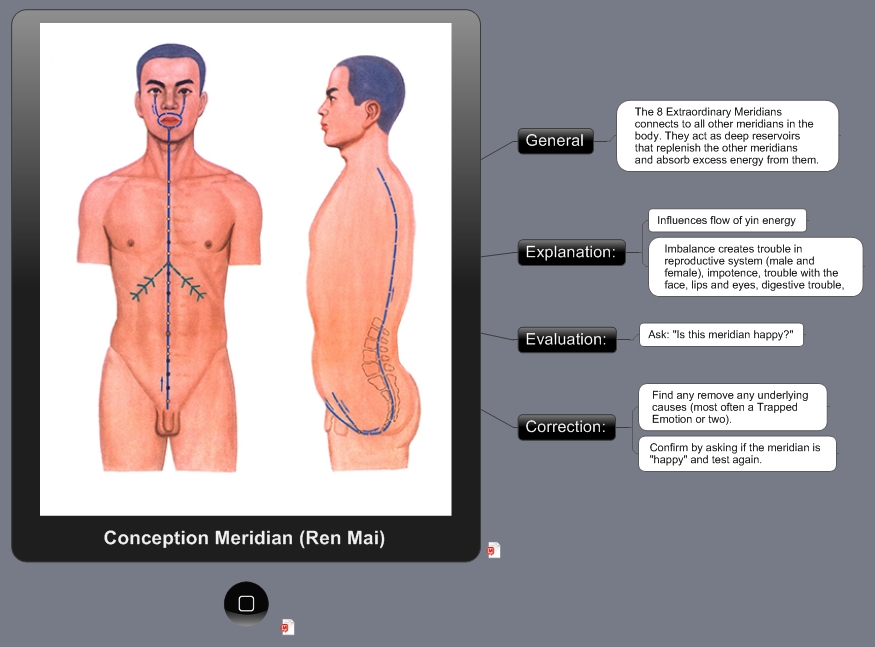 General
The 8 Extraordinary Meridians
connects to all other meridians in the
body. They act as deep reservoirs
that replenish the other meridians
and absorb excess energy from them.
Explanation:
Influences flow of yin energy
Imbalance creates trouble in
reproductive system (male and
female), impotence, trouble with the
face, lips and eyes, digestive trouble,
Evaluation:
Ask: "Is this meridian happy?"
Correction:
Find any remove any underlying
causes (most often a Trapped
Emotion or two).
Confirm by asking if the meridian is
"happy" and test again.
Conception Meridian (Ren Mai)